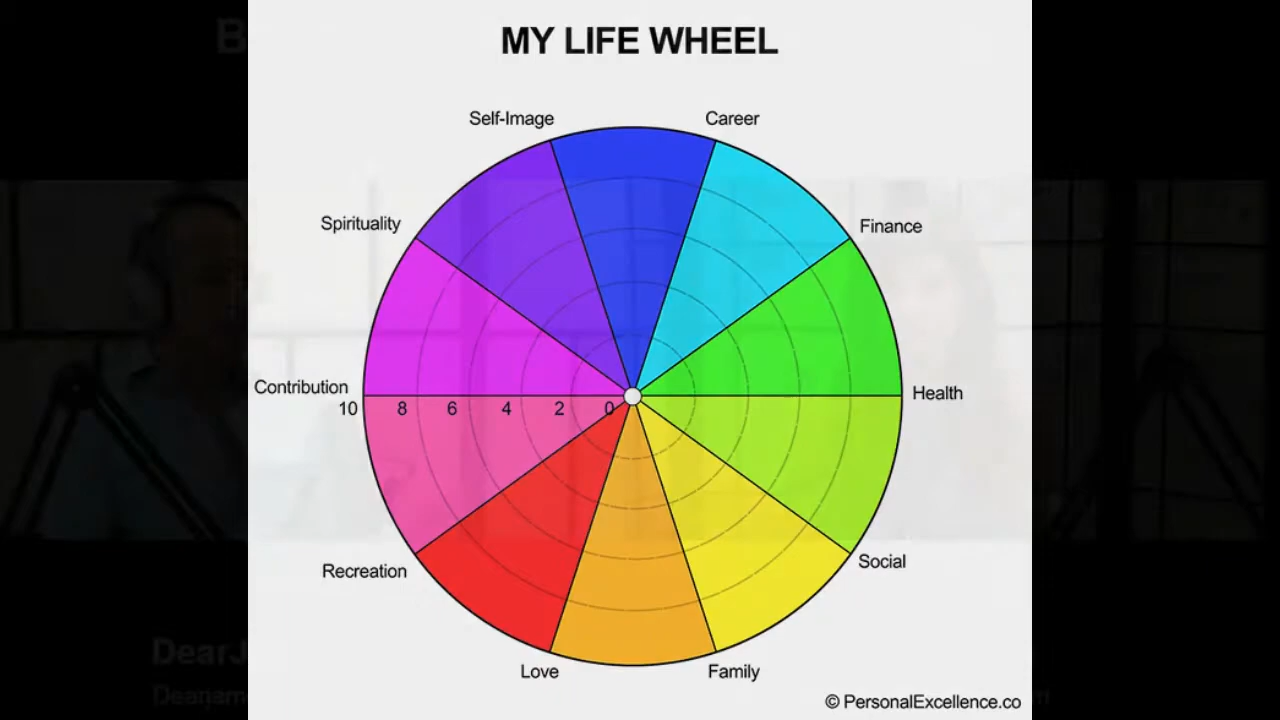 MY LIFE WHEEL
Self-Image
Career
Spirituality
Finance
Contribution
Health
10 8 6 4 2 0
Recreation
Social
Love
Family
© PersonalExcellence.co